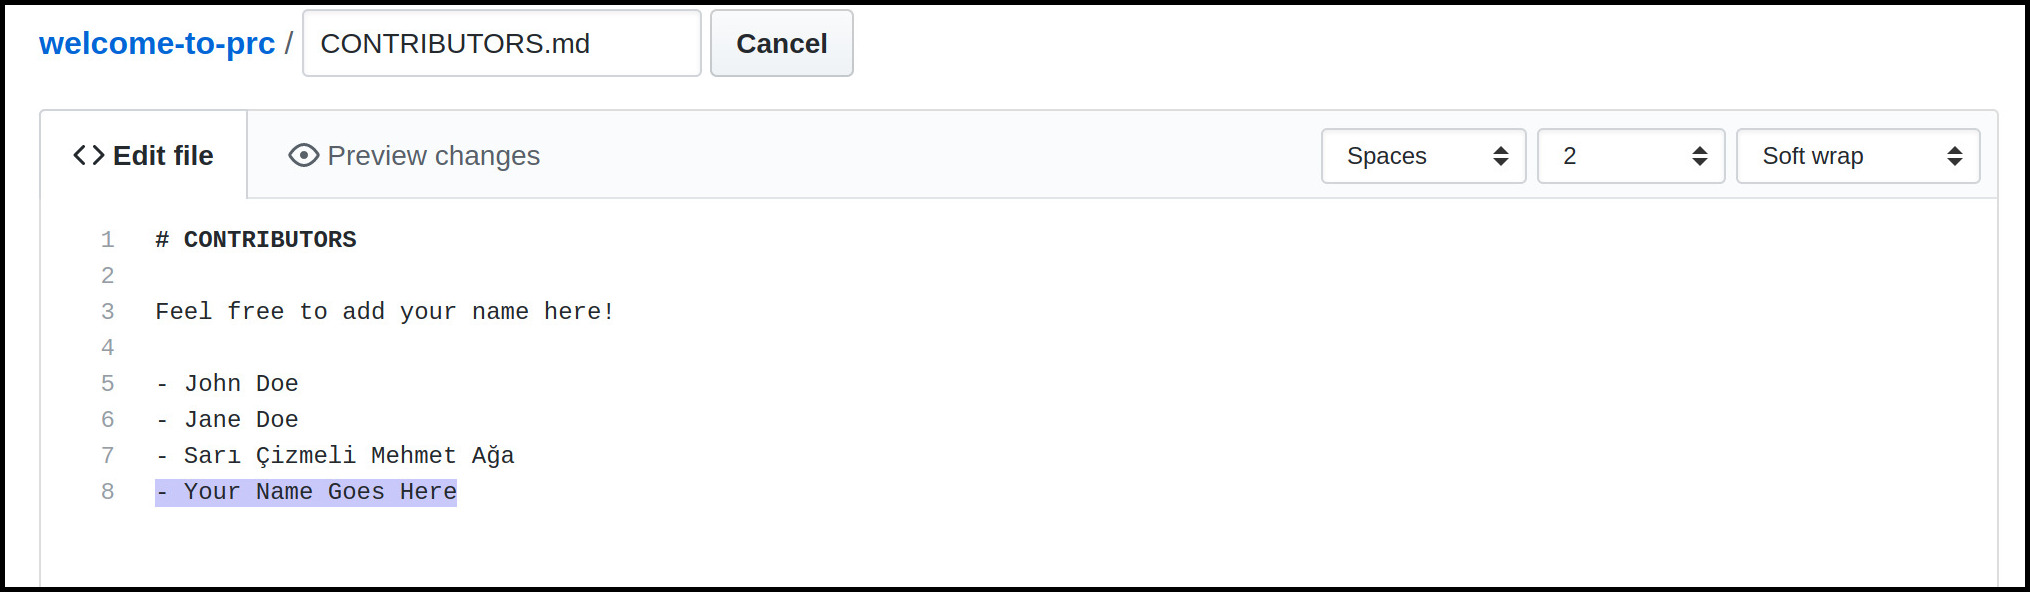 welcome-to-prc / CONTRIBUTORS.md Cancel
Edit file Preview changes Spaces 2 Soft wrap
1 # CONTRIBUTORS
2
3 Feel free to add your name here!
4
5 - John Doe
6 - Jane Doe
7 - Sarı Çizmeli Mehmet Ağa
8 - Your Name Goes Here